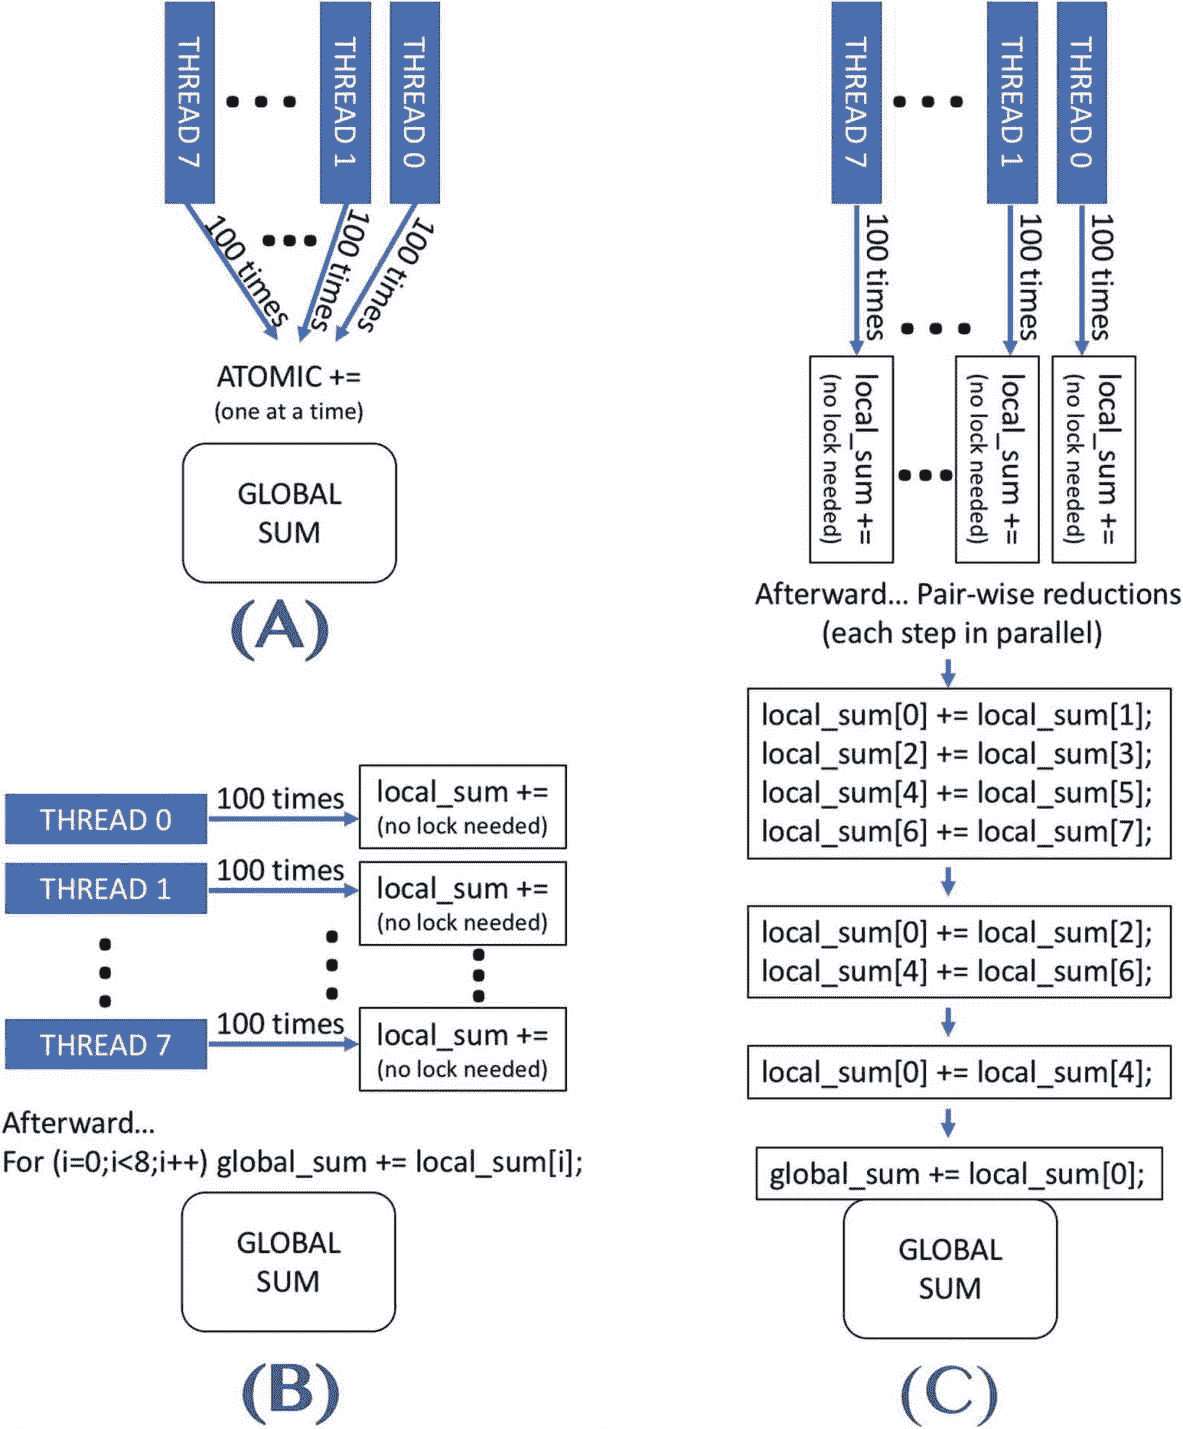 THREAD 7
THREAD 1
THREAD 0
100 times
100 times
100 times
ATOMIC +=
(one at a time)
GLOBAL
SUM
(A)
THREAD 0
100 times
local_sum +=
(no lock needed)
THREAD 1
100 times
local_sum +=
(no lock needed)
THREAD 7
100 times
local_sum +=
(no lock needed)
Afterward...
For (i=0;i<8;i++) global_sum += local_sum[i];
GLOBAL
SUM
(B)
THREAD 7
THREAD 1
THREAD 0
100 times
100 times
100 times
local_sum +=
(no lock needed)
local_sum +=
(no lock needed)
local_sum +=
(no lock needed)
Afterward... Pair-wise reductions
(each step in parallel)
local_sum[0] += local_sum[1];
local_sum[2] += local_sum[3];
local_sum[4] += local_sum[5];
local_sum[6] += local_sum[7];
local_sum[0] += local_sum[2];
local_sum[4] += local_sum[6];
local_sum[0] += local_sum[4];
global_sum += local_sum[0];
GLOBAL
SUM
(C)